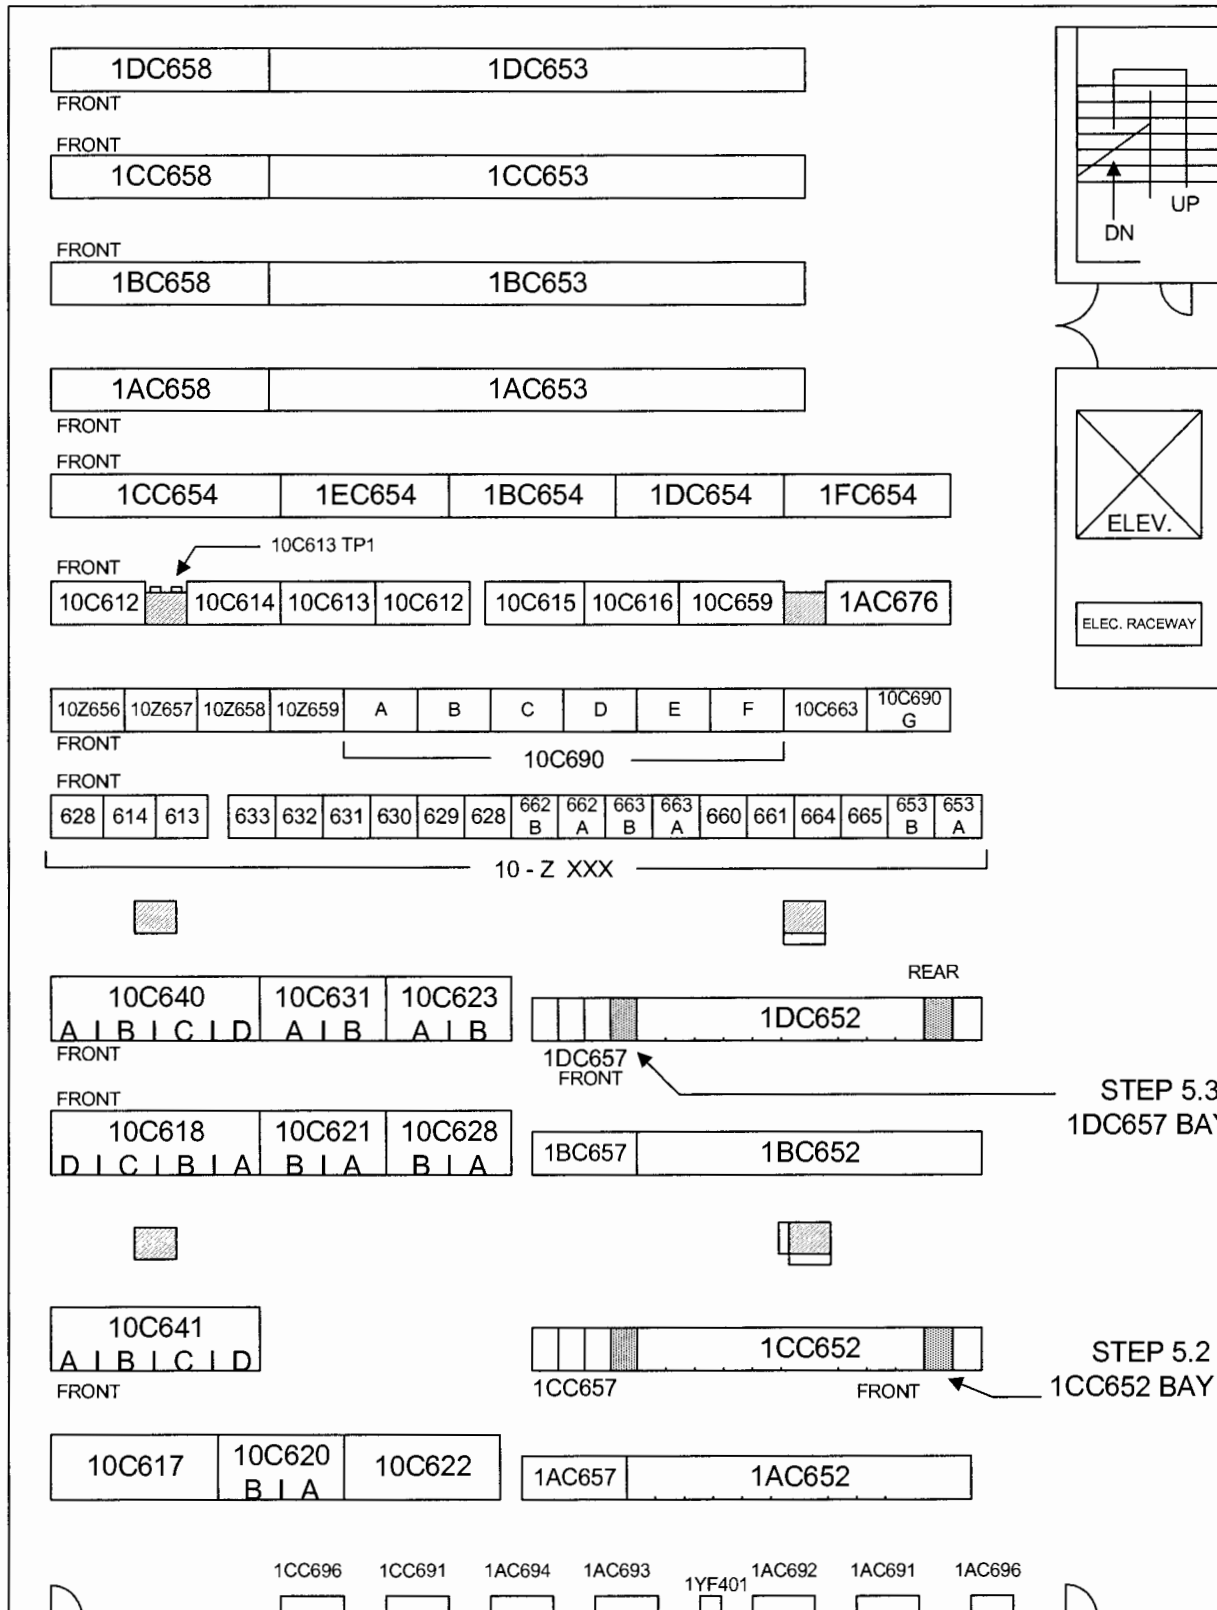 1DC658 1DC653
FRONT
FRONT
1CC658 1CC653
FRONT
1BC658 1BC653
1AC658 1AC653
FRONT
FRONT
1CC654 1EC654 1BC654 1DC654 1FC654
10C613 TP1
FRONT
10C612 10C614 10C613 10C612 10C615 10C616 10C659 1AC676
10Z656 10Z657 10Z658 10Z659 A B C D E F 10C663 10C690 G
FRONT
10C690
FRONT
628 614 613 633 632 631 630 629 628 662 B 662 A 663 B 663 A 660 661 664 665 653 B 653 A
10 - Z XXX
UP
DN
ELEV.
ELEC. RACEWAY
10C640 10C631 10C623
A B C D A B A B
FRONT
REAR
1DC652
1DC657
FRONT
STEP 5.3
1DC657 BAY
FRONT
10C618 10C621 10C628
D C B A B A B A
1BC657 1BC652
10C641
A B C D
FRONT
1CC652
1CC657
FRONT
STEP 5.2
1CC652 BAY
10C617 10C620 10C622
B A
1AC657 1AC652
1CC696 1CC691 1AC694 1AC693 1YF401 1AC692 1AC691 1AC696